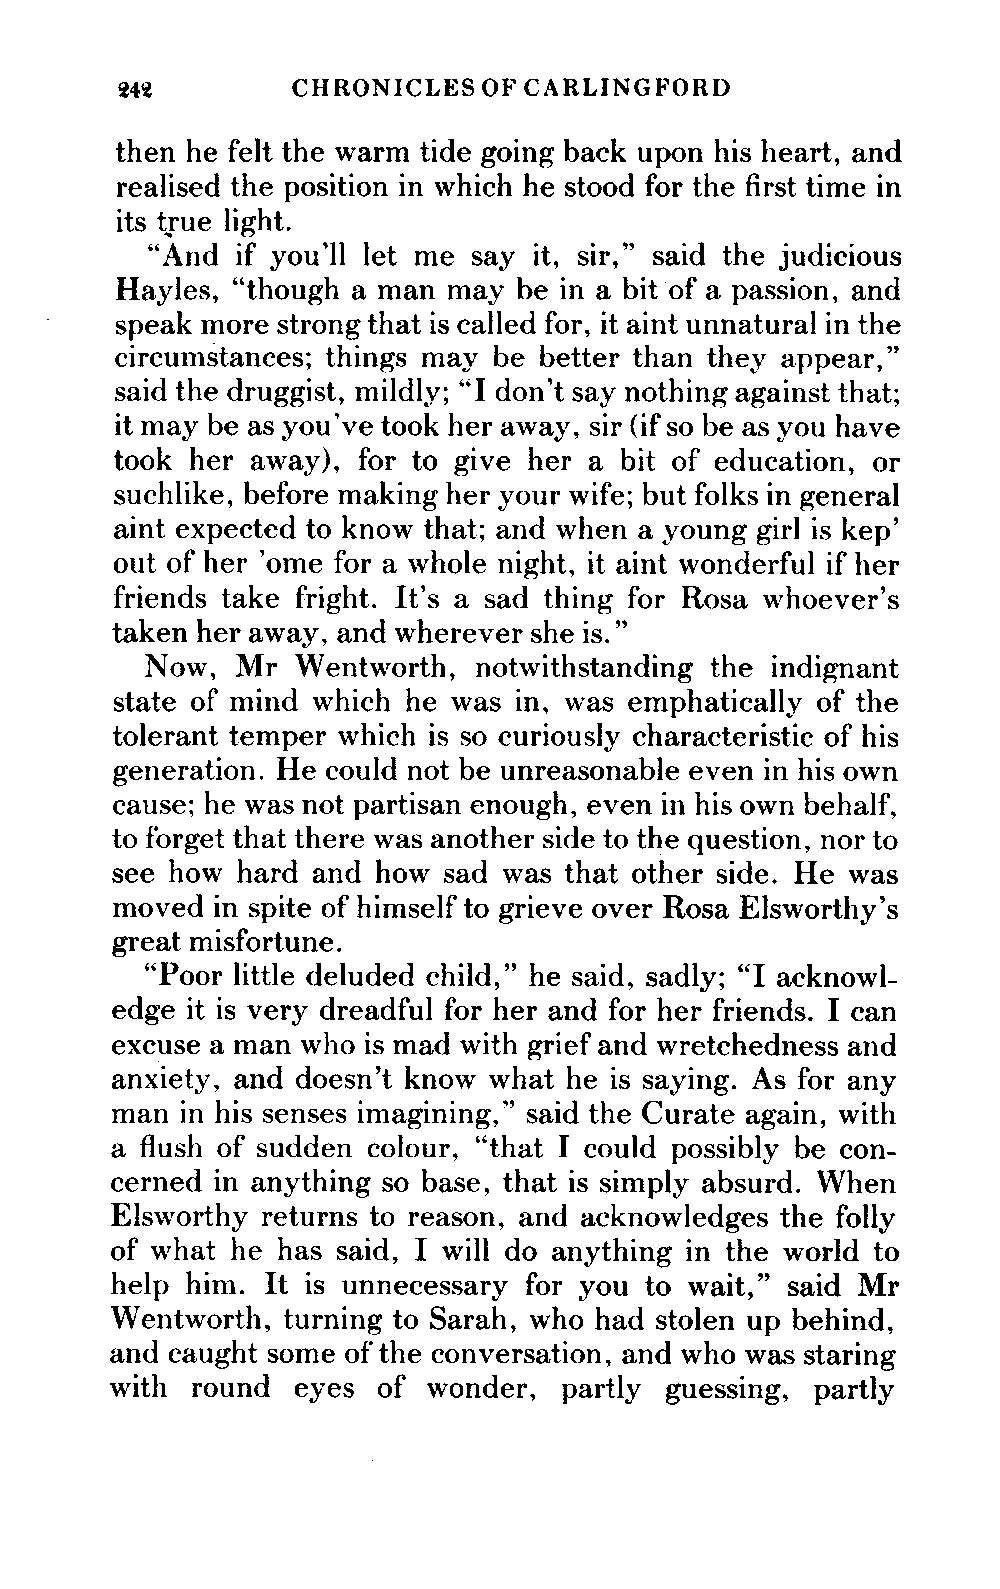 242 CHRONICLES OF CARLINGFORD
then he felt the warm tide going back upon his heart, and
realised the position in which he stood for the first time in
its true light.
“And if you'll let me say it, sir,” said the judicious
Hayles, “though a man may be in a bit of a passion, and
speak more strong that is called for, it aint unnatural in the
circumstances; things may be better than they appear,”
said the druggist, mildly; “I don't say nothing against that;
it may be as you've took her away, sir (if so be as you have
took her away), for to give her a bit of education, or
suchlike, before making her your wife; but folks in general
aint expected to know that; and when a young girl is kep'
out of her 'ome for a whole night, it aint wonderful if her
friends take fright. It's a sad thing for Rosa whoever's
taken her away, and wherever she is.”
Now, Mr Wentworth, notwithstanding the indignant
state of mind which he was in, was emphatically of the
tolerant temper which is so curiously characteristic of his
generation. He could not be unreasonable even in his own
cause; he was not partisan enough, even in his own behalf,
to forget that there was another side to the question, nor to
see how hard and how sad was that other side. He was
moved in spite of himself to grieve over Rosa Elsworthy's
great misfortune.
“Poor little deluded child,” he said, sadly; “I acknowl-
edge it is very dreadful for her and for her friends. I can
excuse a man who is mad with grief and wretchedness and
anxiety, and doesn't know what he is saying. As for any
man in his senses imagining,” said the Curate again, with
a flush of sudden colour, “that I could possibly be con-
cerned in anything so base, that is simply absurd. When
Elsworthy returns to reason, and acknowledges the folly
of what he has said, I will do anything in the world to
help him. It is unnecessary for you to wait,” said Mr
Wentworth, turning to Sarah, who had stolen up behind,
and caught some of the conversation, and who was staring
with round eyes of wonder, partly guessing, partly